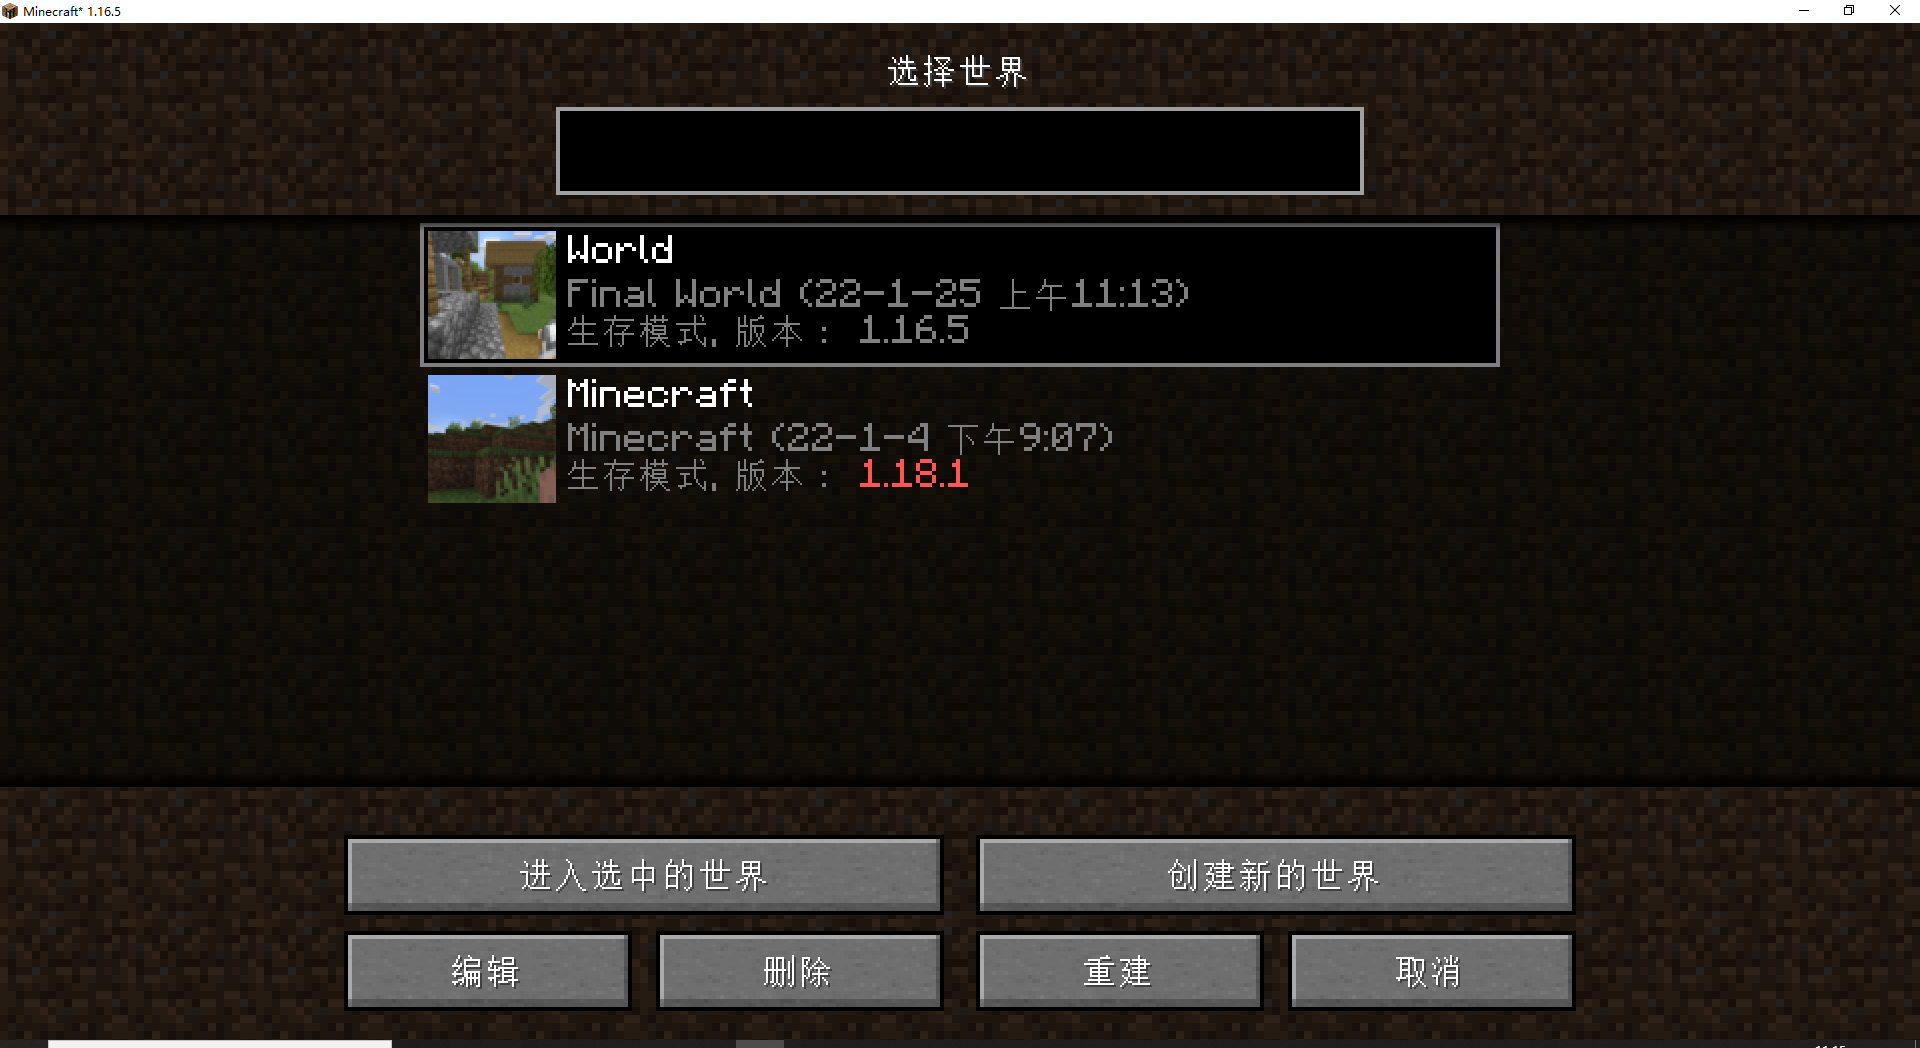 Minecraft* 1.16.5
选择世界
World
Final World (22-1-25 上午11:13)
生存模式, 版本： 1.16.5
Minecraft
Minecraft (22-1-4 下午9:07)
生存模式, 版本： 1.18.1
进入选中的世界
创建新的世界
编辑
删除
重建
取消